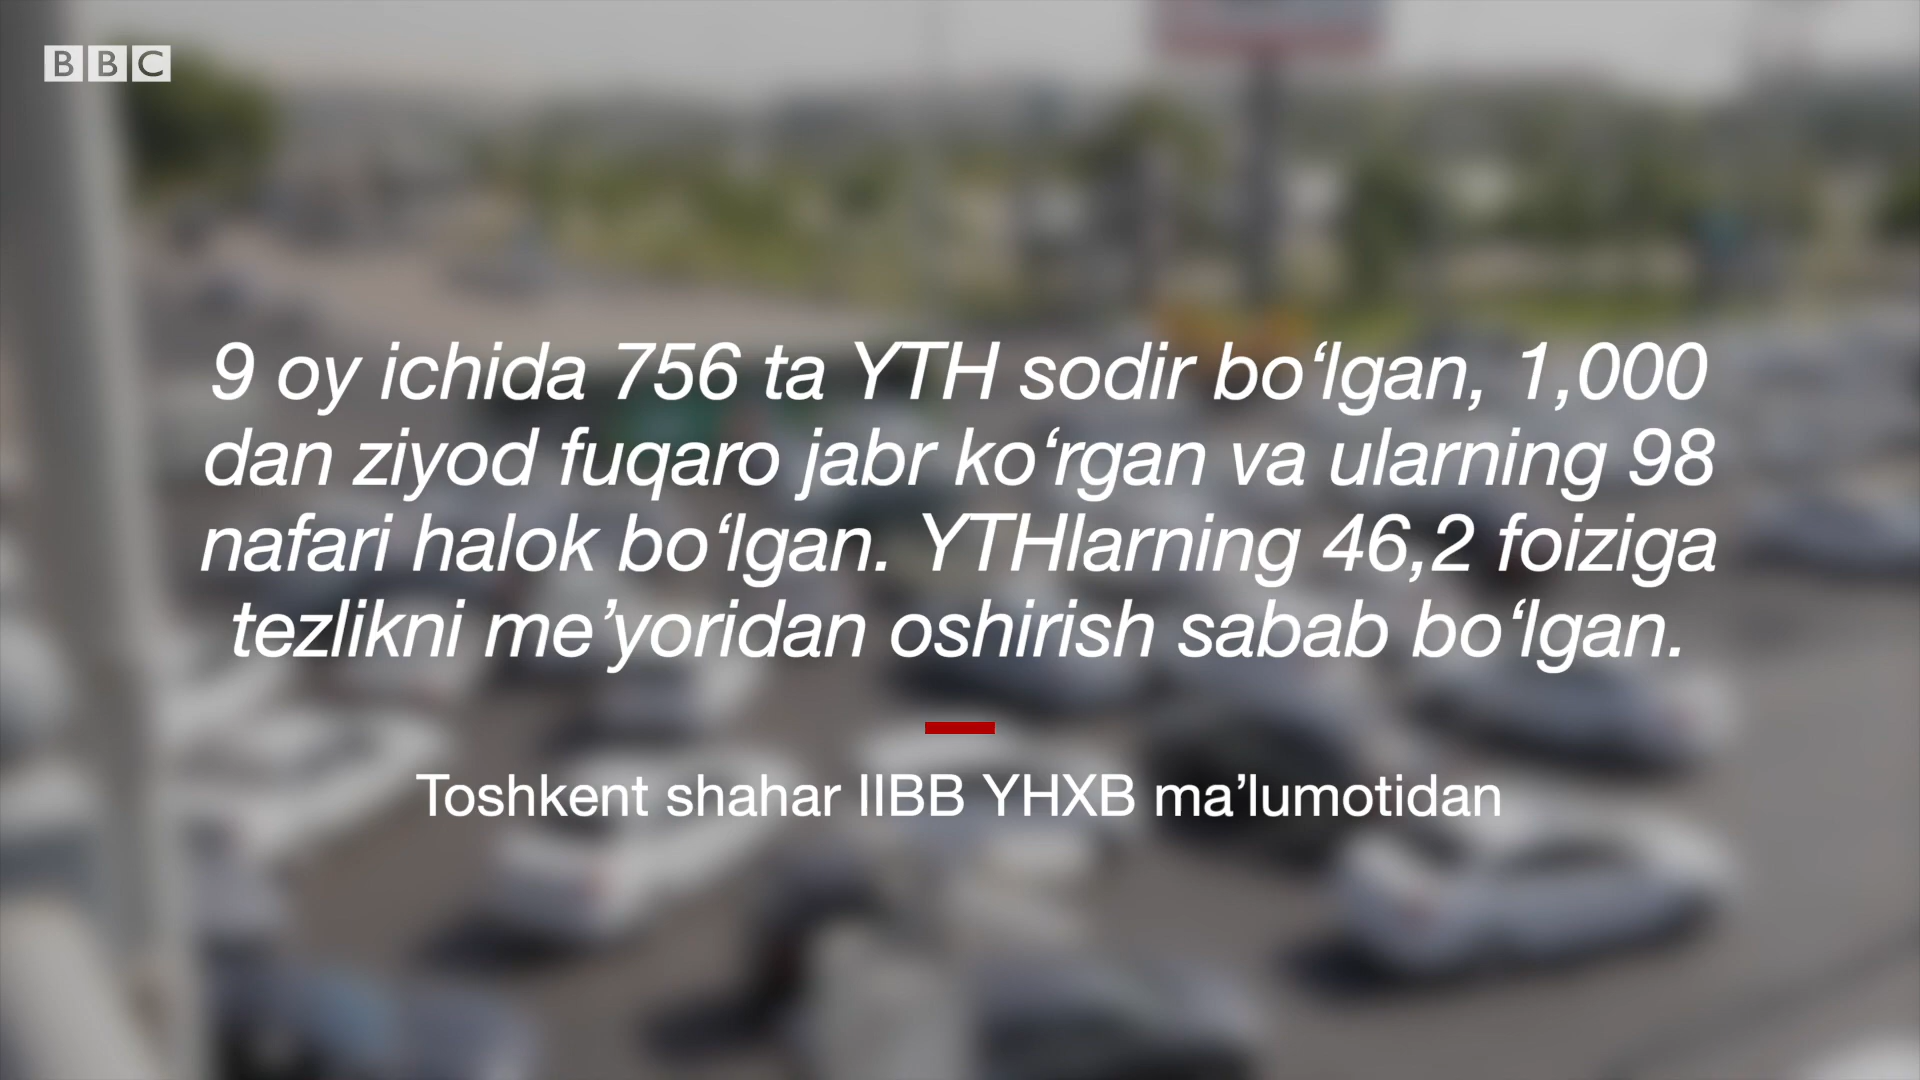 BBC
9 oy ichida 756 ta YTH sodir bo‘lgan, 1,000
dan ziyod fuqaro jabr ko‘rgan va ularning 98
nafari halok bo‘lgan. YTHlarning 46,2 foiziga
tezlikni me’yoridan oshirish sabab bo‘lgan.
Toshkent shahar IIBB YHXB ma’lumotidan